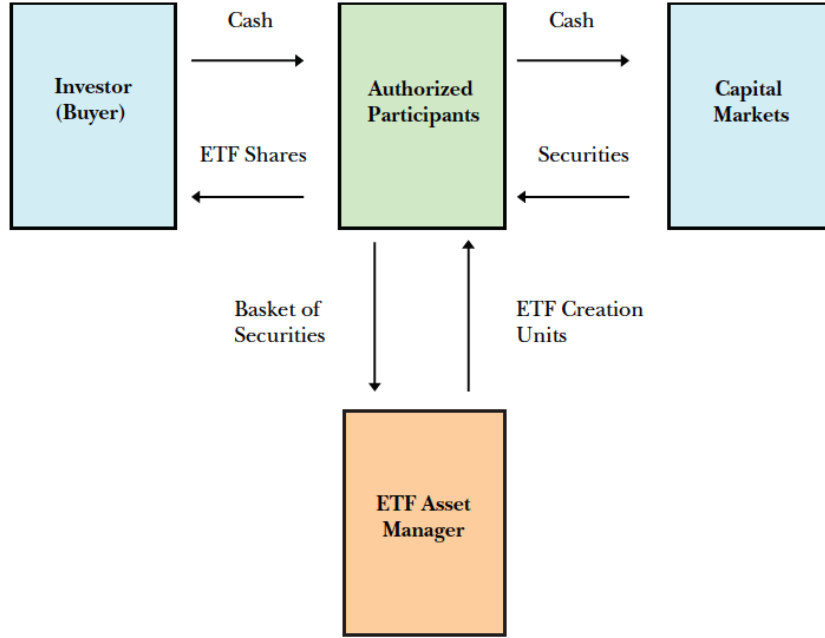 Cash
Cash
Investor
(Buyer)
Authorized
Participants
Capital
Markets
ETF Shares
Securities
Basket of
Securities
ETF Creation
Units
ETF Asset
Manager